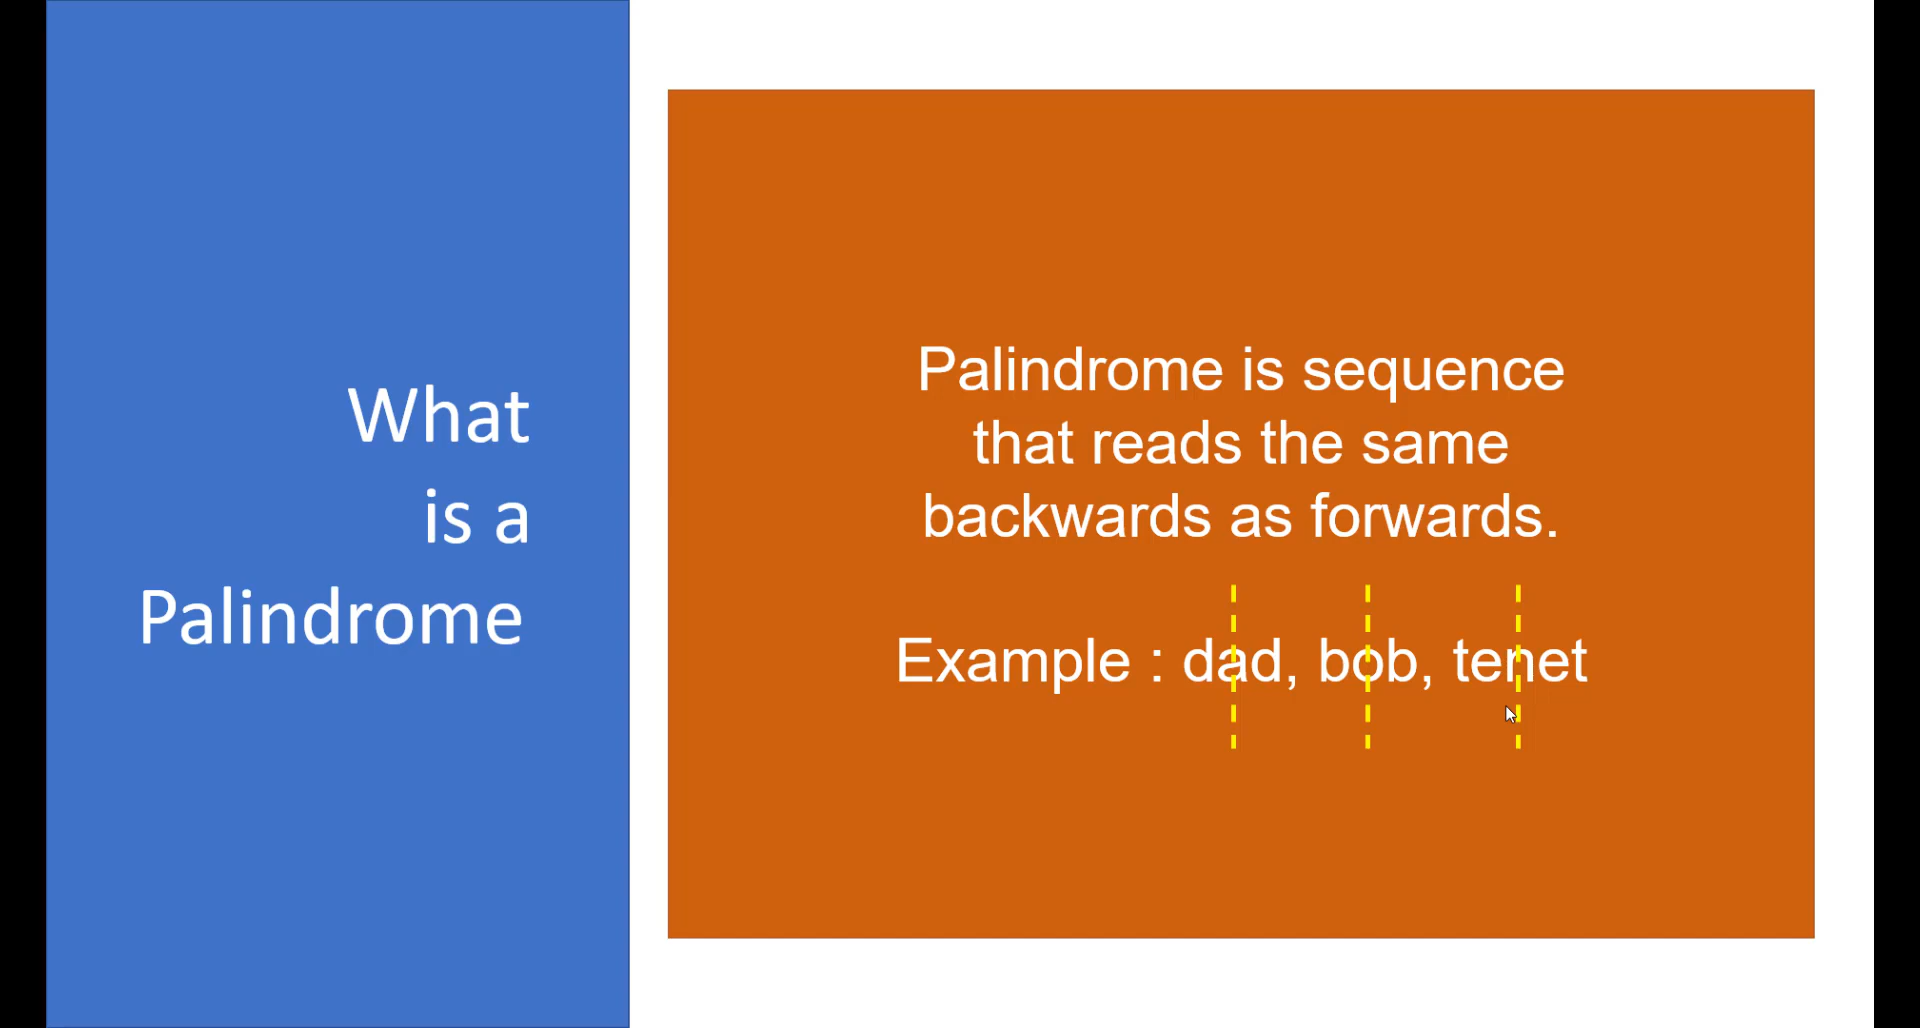 What
is a
Palindrome
Palindrome is sequence
that reads the same
backwards as forwards.
Example : dad, bob, tenet